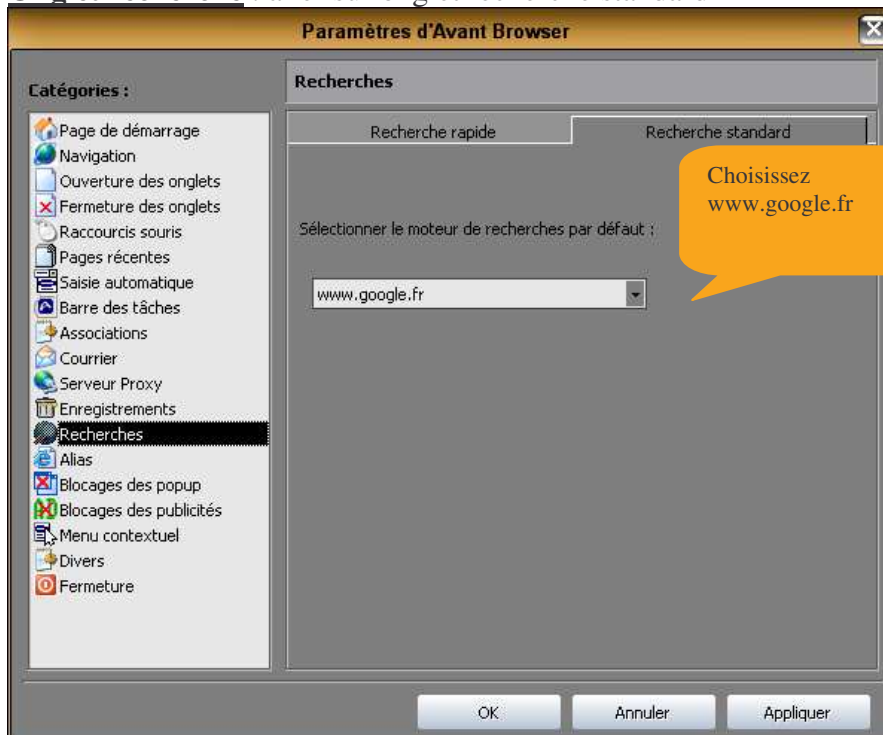 Paramètres d'Avant Browser
Catégories :
Page de démarrage
Navigation
Ouverture des onglets
Fermeture des onglets
Raccourcis souris
Pages récentes
Saisie automatique
Barre des tâches
Associations
Courrier
Serveur Proxy
Enregistrements
Recherches
Alias
Blocages des popup
Blocages des publicités
Menu contextuel
Divers
Fermeture
Recherches
Recherche rapide
Recherche standard
Choisissez
www.google.fr
Sélectionner le moteur de recherches par défaut :
www.google.fr
OK
Annuler
Appliquer